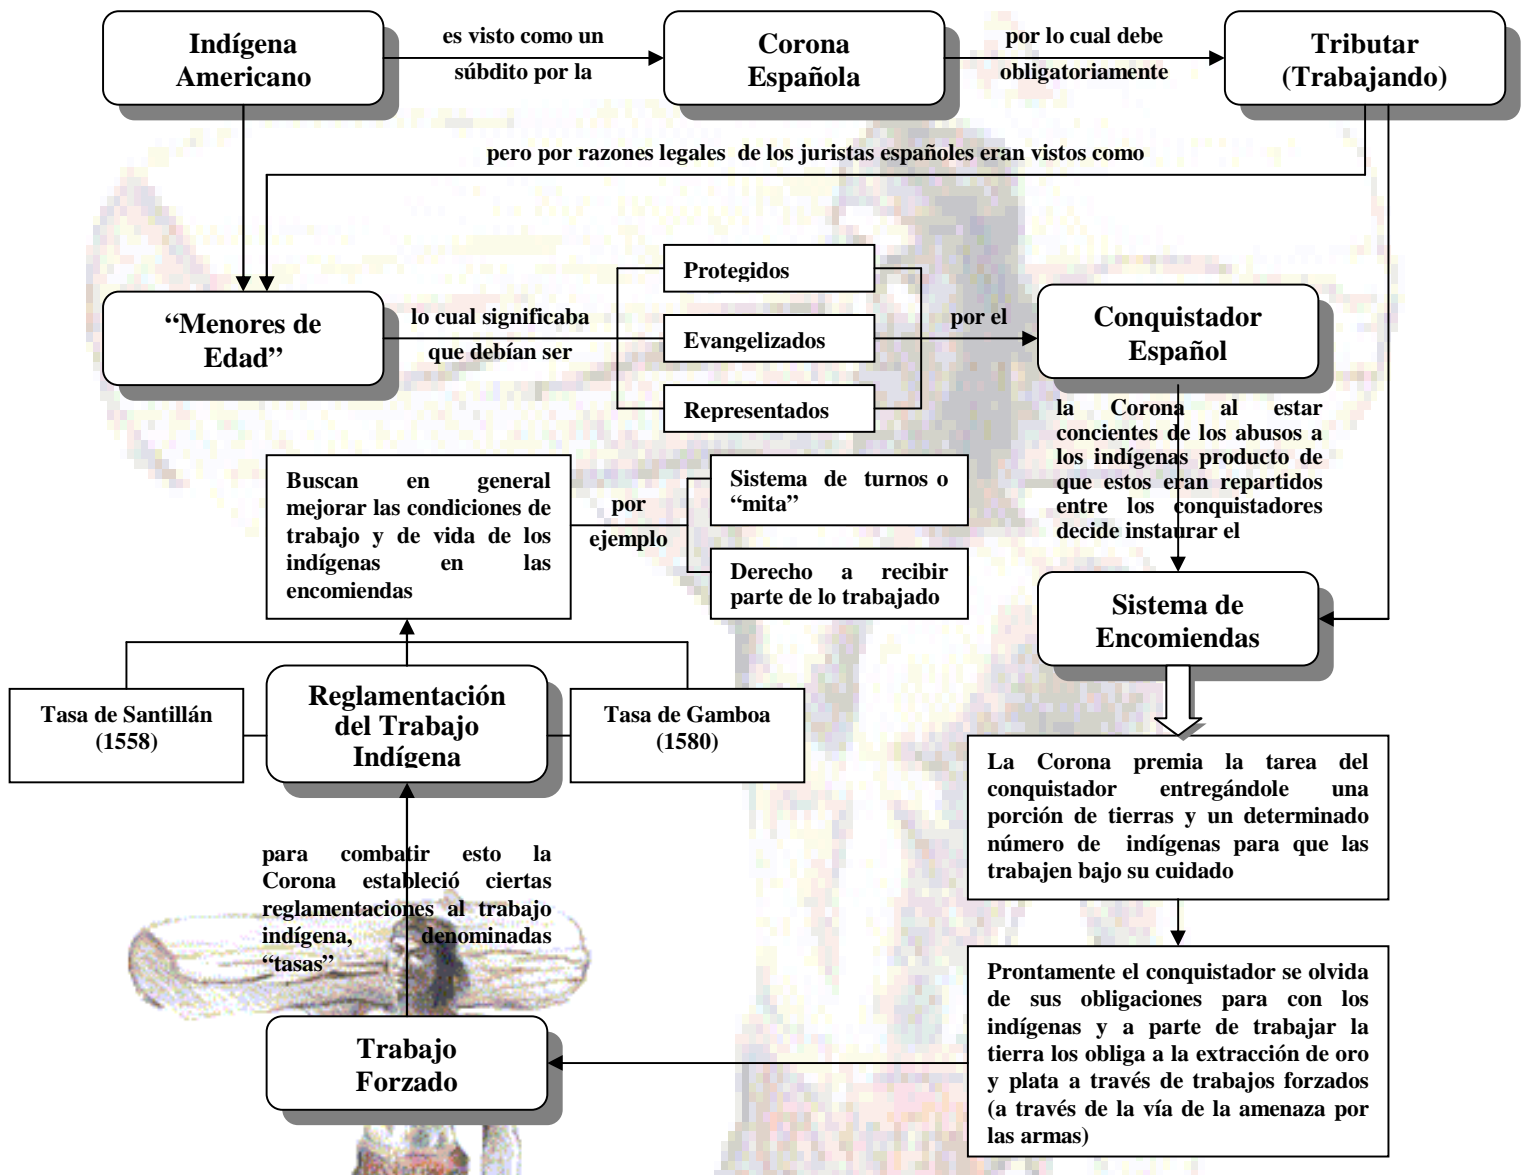 Indígena
Americano
es visto como un
súbdito por la
Corona
Española
por lo cual debe
obligatoriamente
Tributar
(Trabajando)
pero por razones legales de los juristas españoles eran vistos como
“Menores de
Edad”
lo cual significaba
que debían ser
Protegidos
Evangelizados
Representados
por el
Conquistador
Español
la Corona al estar
concientes de los abusos a
los indígenas producto de
que estos eran repartidos
entre los conquistadores
decide instaurar el
Buscan en general
mejorar las condiciones de
trabajo y de vida de los
indígenas en las
encomiendas
por
ejemplo
Sistema de turnos o
“mita”
Derecho a recibir
parte de lo trabajado
Sistema de
Encomiendas
Tasa de Santillán
(1558)
Reglamentación
del Trabajo
Indígena
Tasa de Gamboa
(1580)
La Corona premia la tarea del
conquistador entregándole una
porción de tierras y un determinado
número de indígenas para que las
trabajen bajo su cuidado
para combatir esto la
Corona estableció ciertas
reglamentaciones al trabajo
indígena, denominadas
“tasas”
Prontamente el conquistador se olvida
de sus obligaciones para con los
indígenas y a parte de trabajar la
tierra los obliga a la extracción de oro
y plata a través de trabajos forzados
(a través de la vía de la amenaza por
las armas)
Trabajo
Forzado